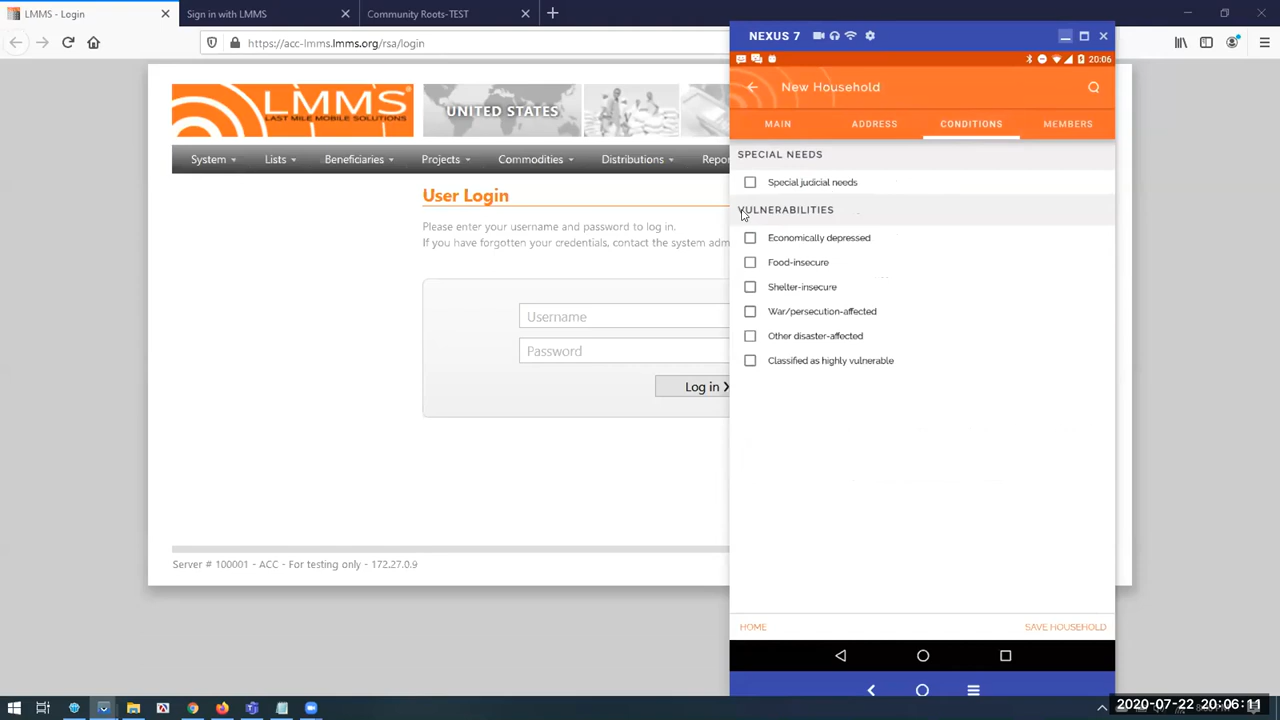 LMMS - Login
Sign in with LMMS
Community Roots-TEST
https://acc-lmms.lmms.org/rsa/login
LMMS®
LAST MILE MOBILE SOLUTIONS
UNITED STATES
System
Lists
Beneficiaries
Projects
Commodities
Distributions
Repor
User Login
Please enter your username and password to log in.
If you have forgotten your credentials, contact the system adm
Username
Password
Log in
Server # 100001 - ACC - For testing only - 172.27.0.9
NEXUS 7
20:06
New Household
MAIN
ADDRESS
CONDITIONS
MEMBERS
SPECIAL NEEDS
Special judicial needs
VULNERABILITIES
Economically depressed
Food-insecure
Shelter-insecure
War/persecution-affected
Other disaster-affected
Classified as highly vulnerable
HOME
SAVE HOUSEHOLD
2020-07-22 20:06:11